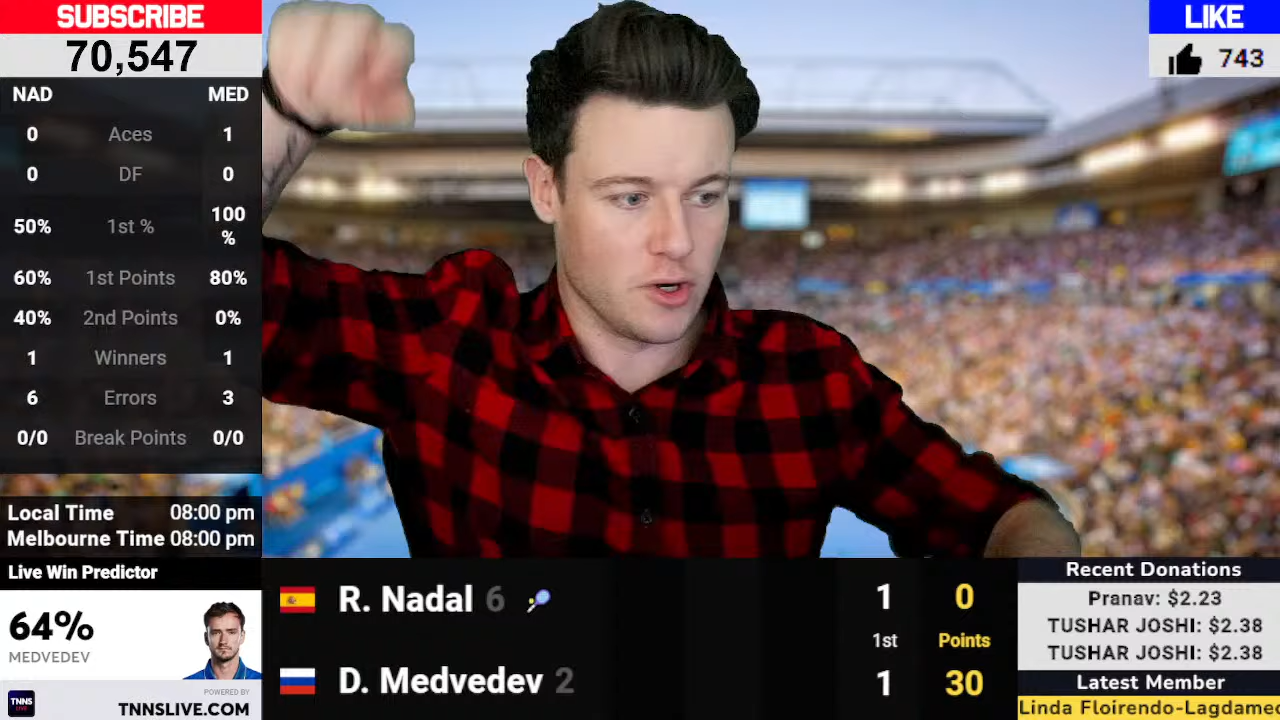 SUBSCRIBE
70,547
NAD MED
0 Aces 1
0 DF 0
50% 1st % 100 %
60% 1st Points 80%
40% 2nd Points 0%
1 Winners 1
6 Errors 3
0/0 Break Points 0/0
Local Time 08:00 pm
Melbourne Time 08:00 pm
Live Win Predictor
64%
MEDVEDEV
POWERED BY
TNNS LIVE
TNNSLIVE.COM
LIKE
743
R. Nadal 6 1 0
1st Points
D. Medvedev 2 1 30
Recent Donations
Pranav: $2.23
TUSHAR JOSHI: $2.38
TUSHAR JOSHI: $2.38
Latest Member
Linda Floirendo-Lagdameo